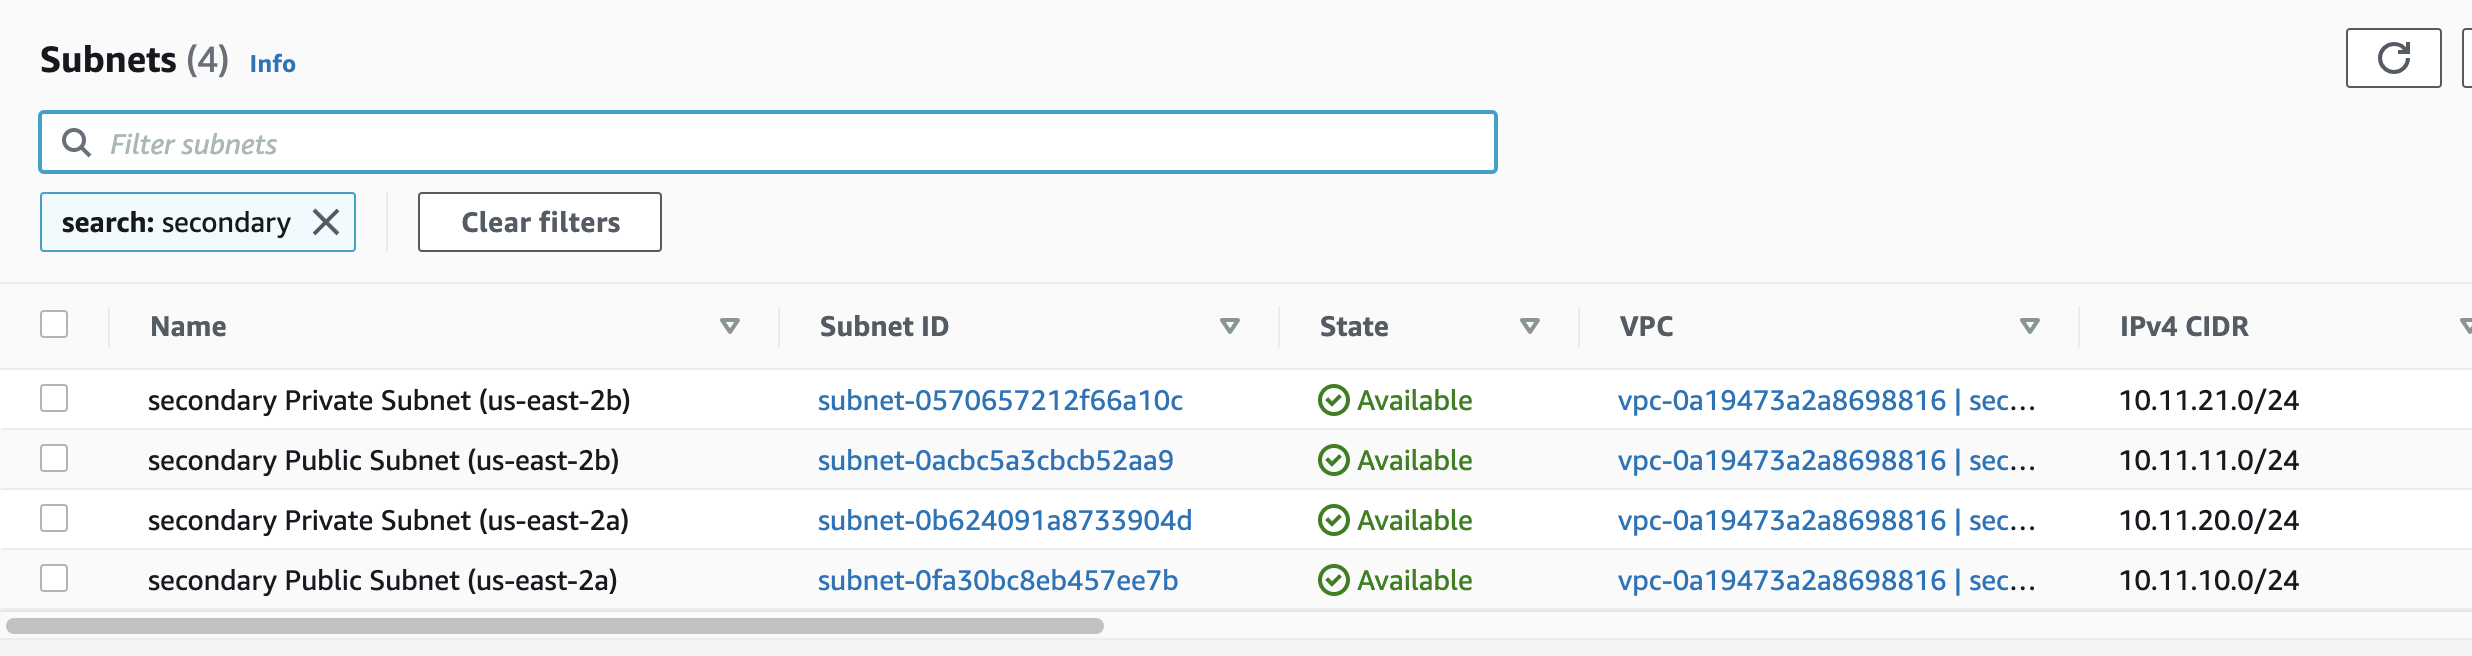 Subnets (4) Info
Filter subnets
search: secondary Clear filters
Name Subnet ID State VPC IPv4 CIDR
secondary Private Subnet (us-east-2b) subnet-0570657212f66a10c Available vpc-0a19473a2a8698816 | sec... 10.11.21.0/24
secondary Public Subnet (us-east-2b) subnet-0acbc5a3cbcb52aa9 Available vpc-0a19473a2a8698816 | sec... 10.11.11.0/24
secondary Private Subnet (us-east-2a) subnet-0b624091a8733904d Available vpc-0a19473a2a8698816 | sec... 10.11.20.0/24
secondary Public Subnet (us-east-2a) subnet-0fa30bc8eb457ee7b Available vpc-0a19473a2a8698816 | sec... 10.11.10.0/24